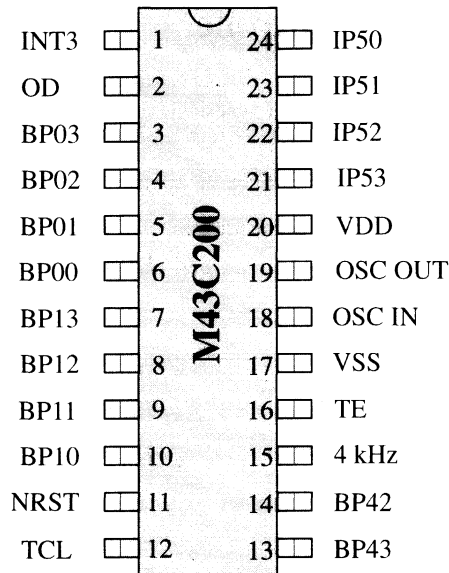 INT3 1 24 IP50
OD 2 23 IP51
BP03 3 22 IP52
BP02 4 21 IP53
BP01 5 20 VDD
BP00 6 19 OSC OUT
BP13 7 18 OSC IN
BP12 8 17 VSS
BP11 9 16 TE
BP10 10 15 4 kHz
NRST 11 14 BP42
TCL 12 13 BP43
M43C200